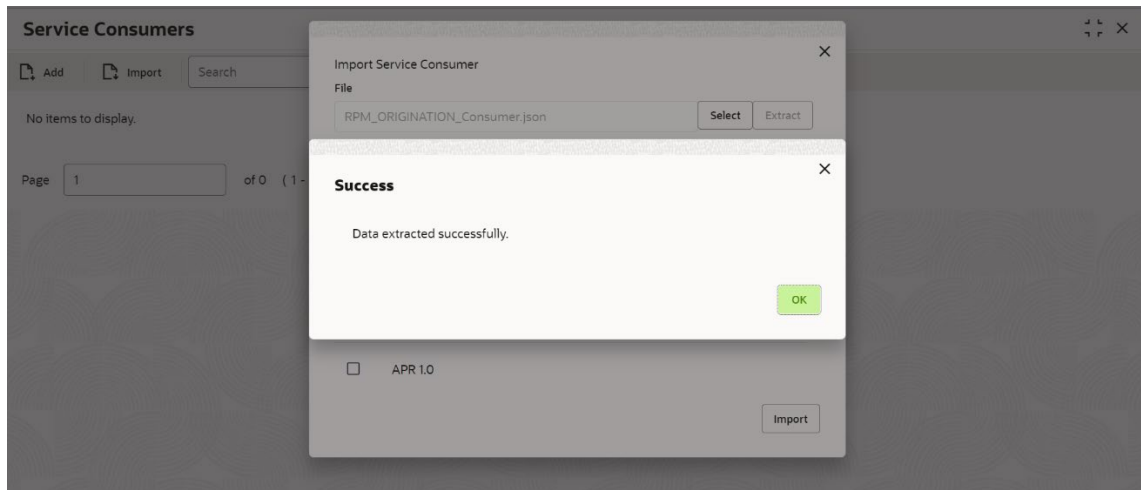 Service Consumers
Add Import Search
No items to display.
Page 1 of 0 (1 -
Import Service Consumer
File
RPM_ORIGINATION_Consumer.json Select Extract
Success
Data extracted successfully.
OK
APR 1.0
Import